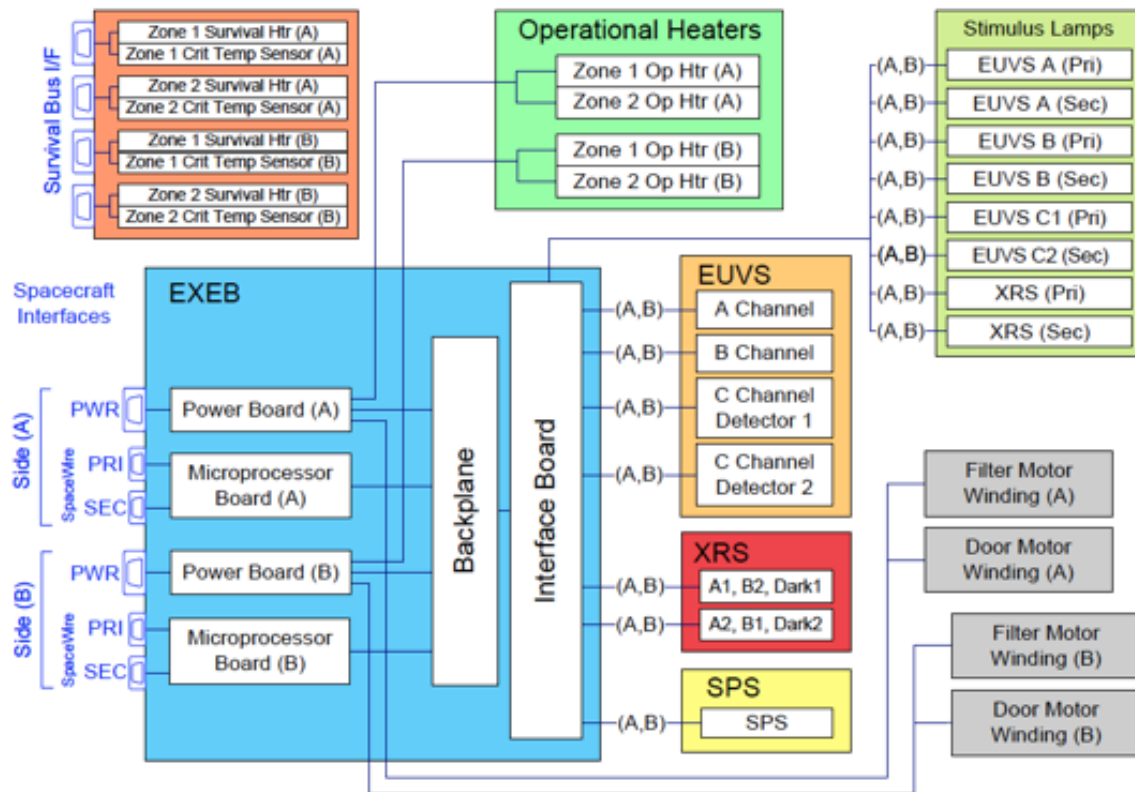 Survival Bus I/F
Zone 1 Survival Htr (A)
Zone 1 Crit Temp Sensor (A)
Zone 2 Survival Htr (A)
Zone 2 Crit Temp Sensor (A)
Zone 1 Survival Htr (B)
Zone 1 Crit Temp Sensor (B)
Zone 2 Survival Htr (B)
Zone 2 Crit Temp Sensor (B)
Operational Heaters
Zone 1 Op Htr (A)
Zone 2 Op Htr (A)
Zone 1 Op Htr (B)
Zone 2 Op Htr (B)
Stimulus Lamps
(A,B) EUVS A (Pri)
(A,B) EUVS A (Sec)
(A,B) EUVS B (Pri)
(A,B) EUVS B (Sec)
(A,B) EUVS C1 (Pri)
(A,B) EUVS C2 (Sec)
(A,B) XRS (Pri)
(A,B) XRS (Sec)
Spacecraft
Interfaces
Side (A)
PWR
SpaceWire
PRI
SEC
Side (B)
PWR
SpaceWire
PRI
SEC
EXEB
Power Board (A)
Microprocessor
Board (A)
Power Board (B)
Microprocessor
Board (B)
Backplane
Interface Board
EUVS
(A,B) A Channel
(A,B) B Channel
(A,B) C Channel
Detector 1
(A,B) C Channel
Detector 2
XRS
(A,B) A1, B2, Dark1
(A,B) A2, B1, Dark2
SPS
(A,B) SPS
Filter Motor
Winding (A)
Door Motor
Winding (A)
Filter Motor
Winding (B)
Door Motor
Winding (B)